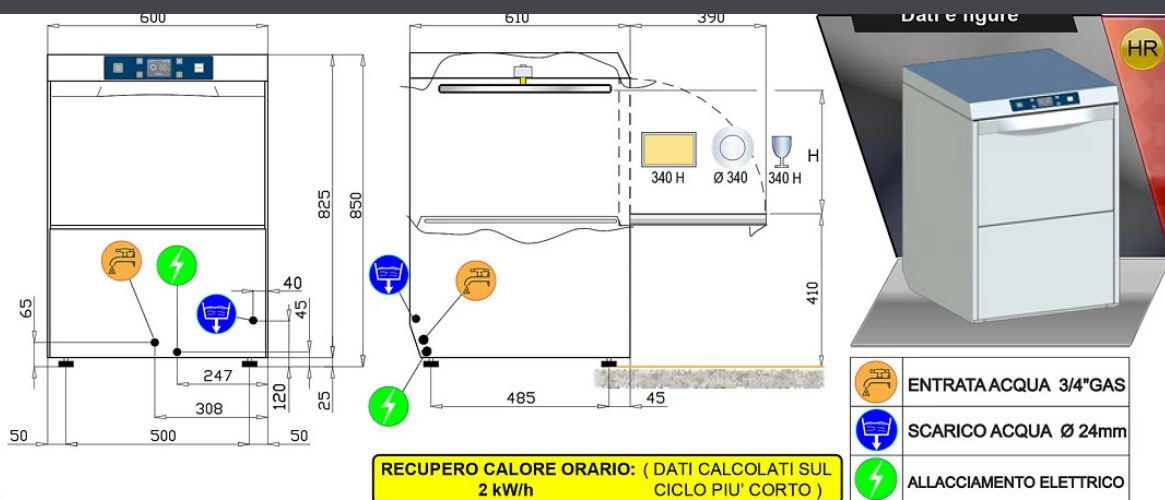 600
610
390
Dati e figure
HR
340 H
Ø 340
340 H
H
825
850
410
65
40
45
247
308
120
25
50
500
50
485
45
ENTRATA ACQUA 3/4"GAS
SCARICO ACQUA Ø 24mm
ALLACCIAMENTO ELETTRICO
RECUPERO CALORE ORARIO: ( DATI CALCOLATI SUL
2 kW/h CICLO PIU' CORTO )